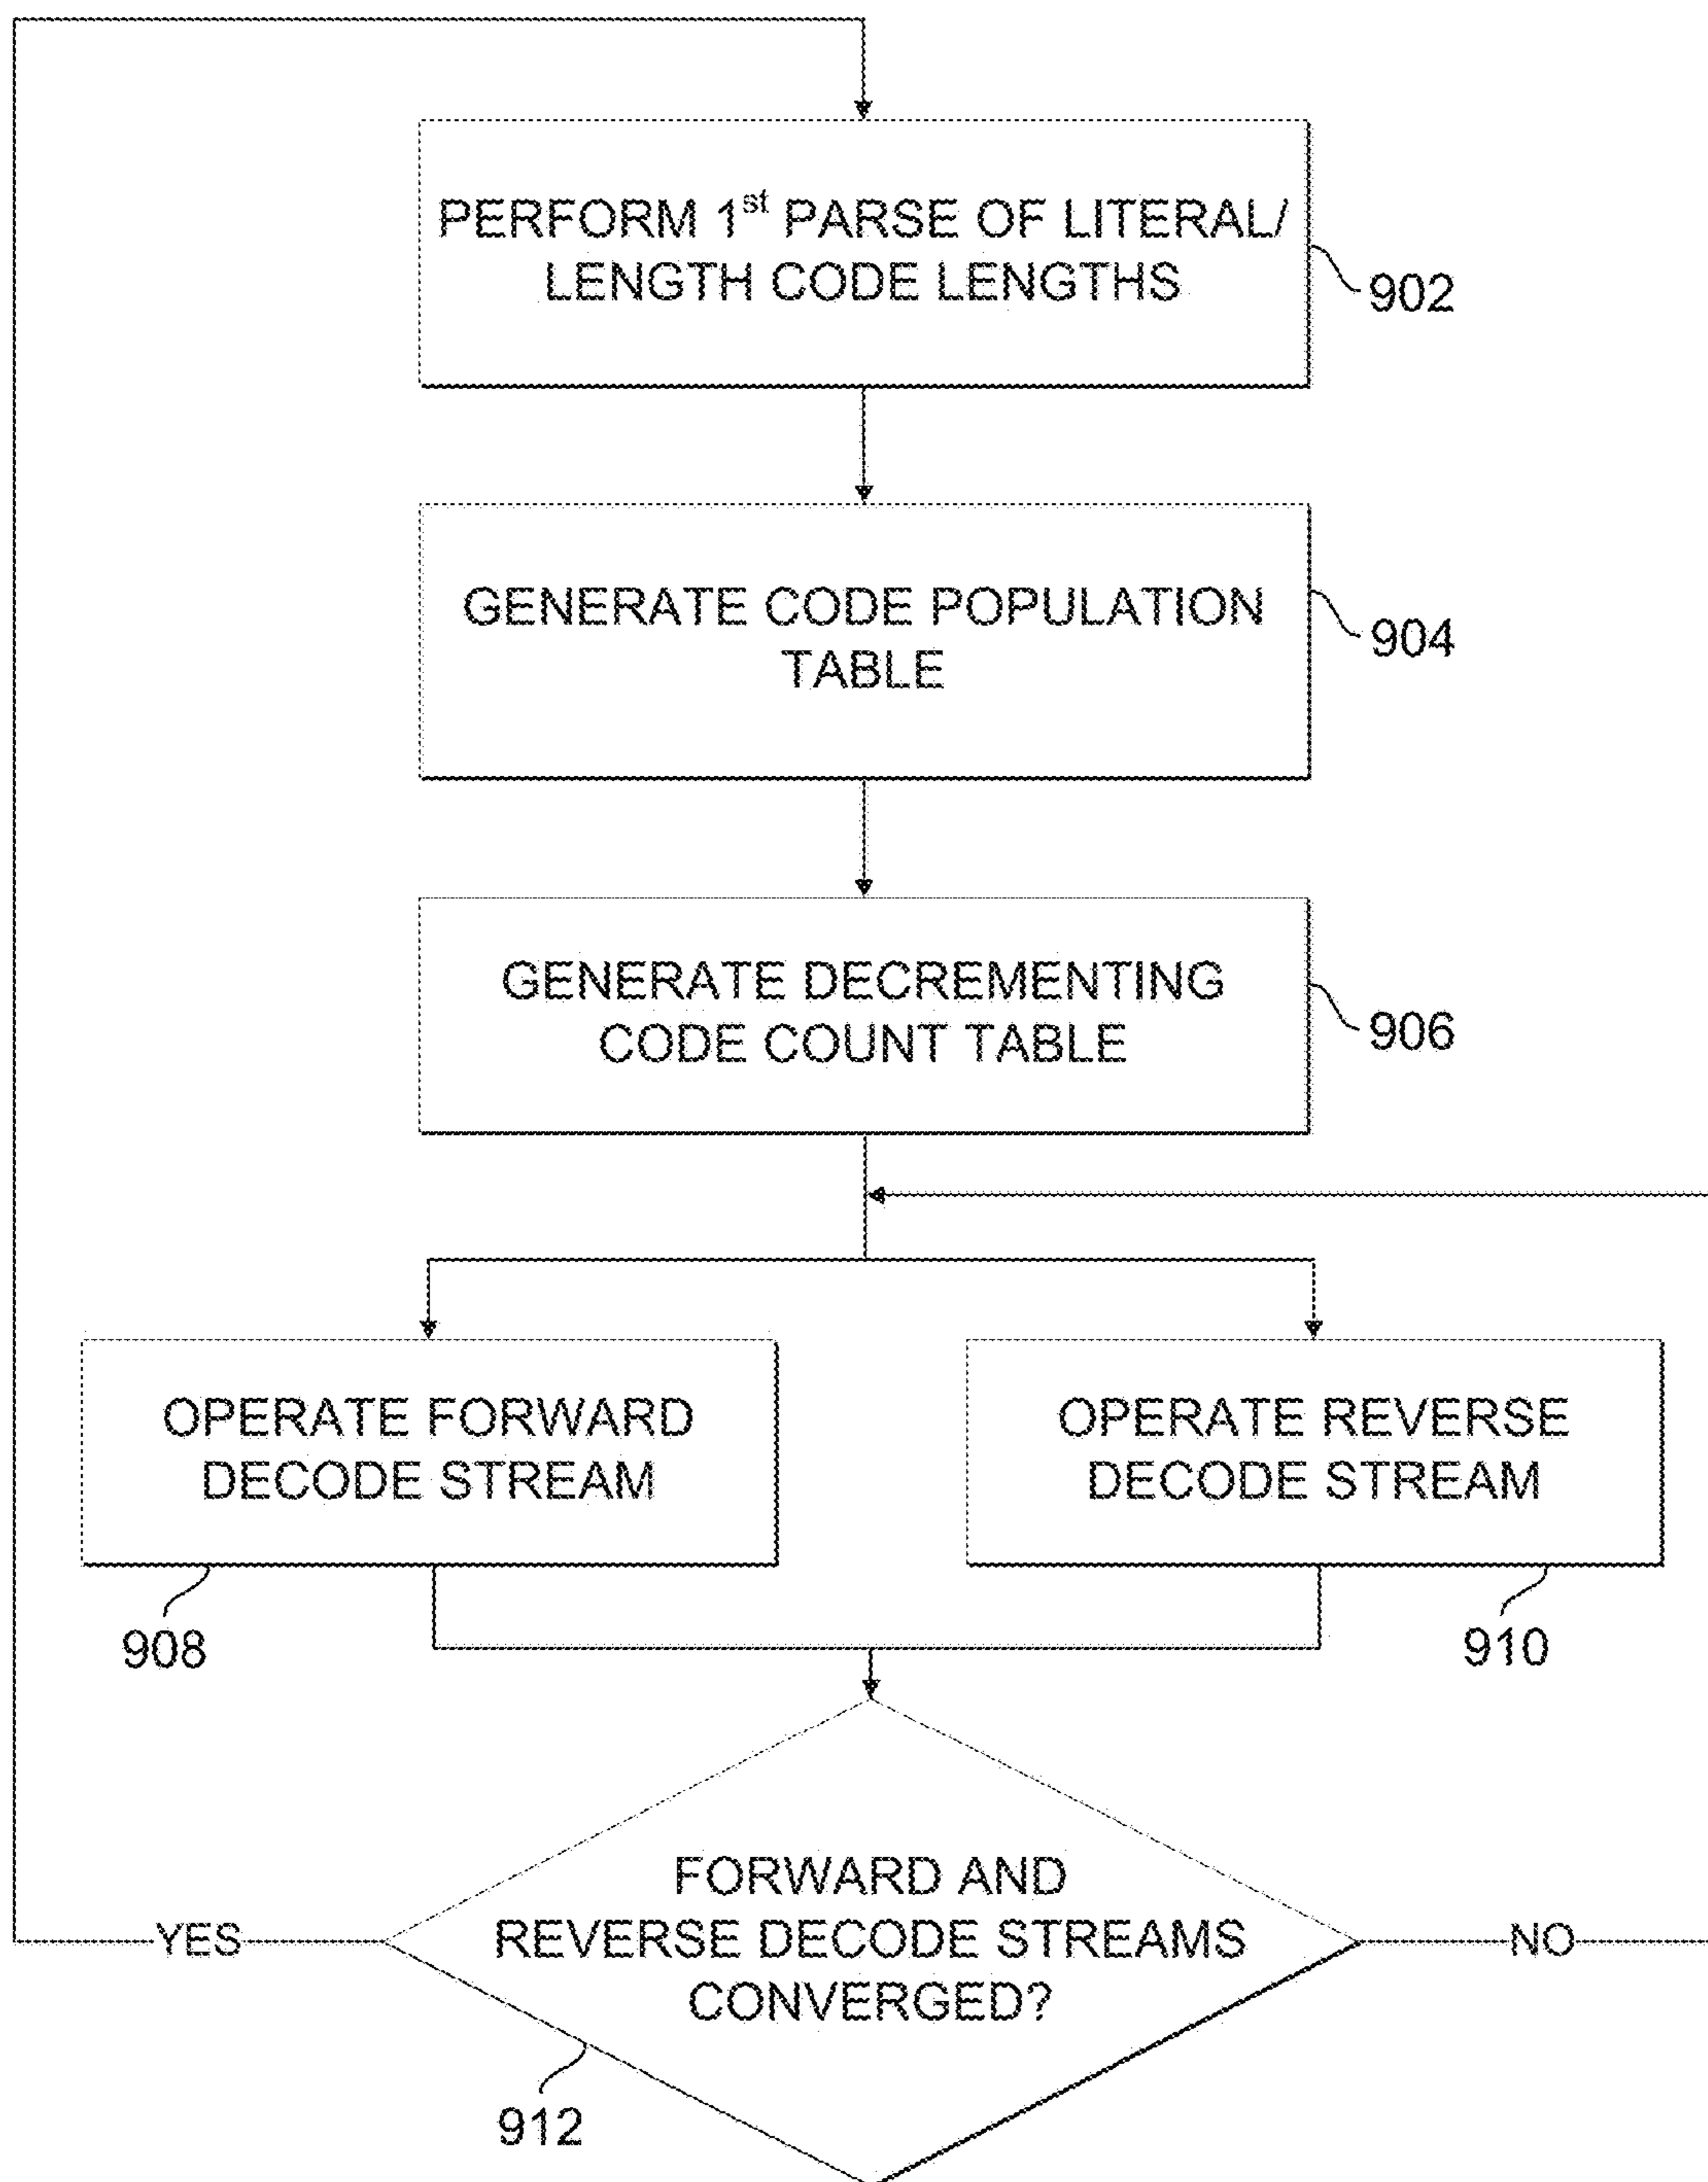 PERFORM 1st PARSE OF LITERAL/
LENGTH CODE LENGTHS
902
GENERATE CODE POPULATION
TABLE
904
GENERATE DECREMENTING
CODE COUNT TABLE
906
OPERATE FORWARD
DECODE STREAM
908
OPERATE REVERSE
DECODE STREAM
910
FORWARD AND
REVERSE DECODE STREAMS
CONVERGED?
YES
NO
912